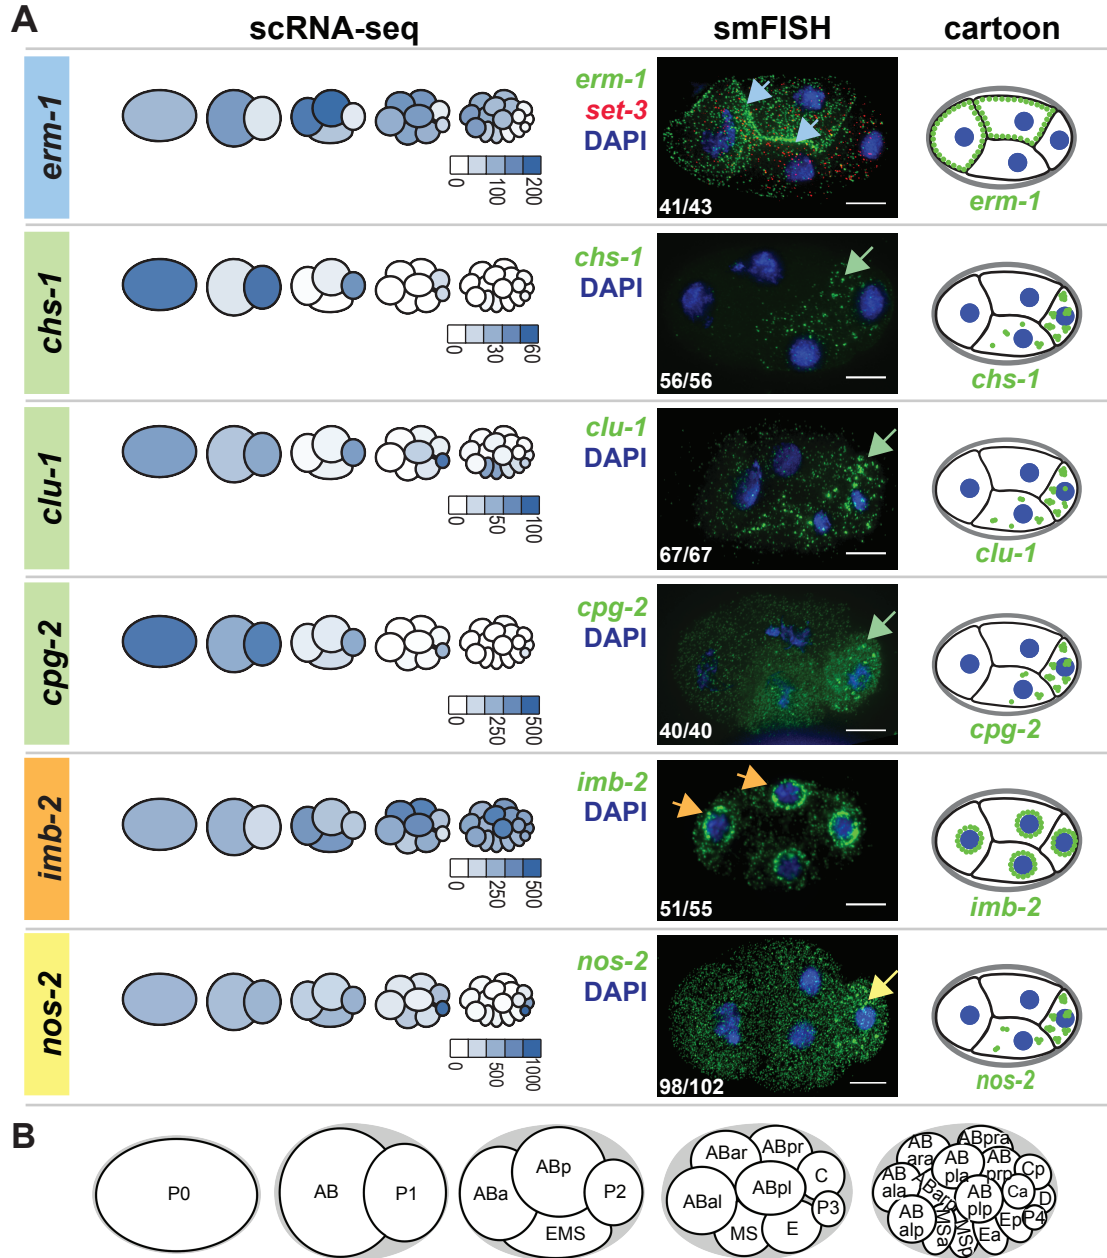 A
scRNA-seq
smFISH
cartoon
erm-1
0
100
200
erm-1
set-3
DAPI
41/43
erm-1
chs-1
0
30
60
chs-1
DAPI
56/56
chs-1
clu-1
0
50
100
clu-1
DAPI
67/67
clu-1
cpg-2
0
250
500
cpg-2
DAPI
40/40
cpg-2
imb-2
0
250
500
imb-2
DAPI
51/55
imb-2
nos-2
0
500
1000
nos-2
DAPI
98/102
nos-2
B
P0
AB
P1
ABa
ABp
P2
EMS
ABar
ABpr
ABal
ABpl
C
P3
MS
E
AB
ara
ABpra
AB
pla
AB
prp
Cp
AB
ala
ABarp
AB
plp
Ca
D
AB
alp
MSa
MSp
Ea
Ep
P4